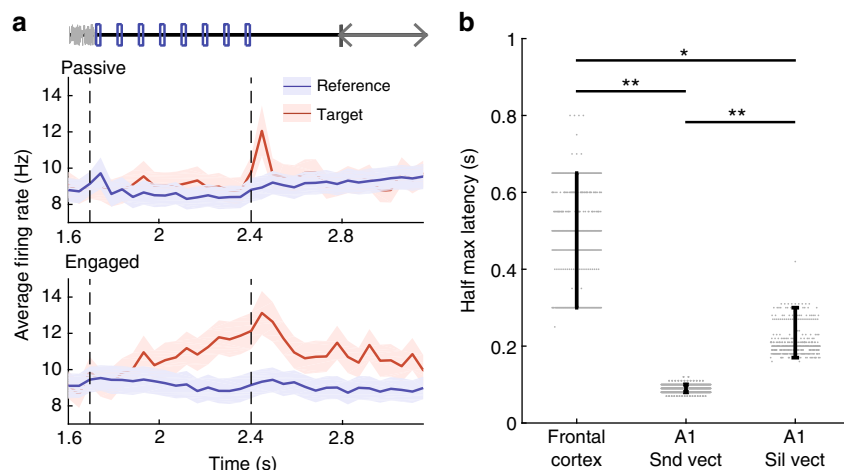 a
Passive
Reference
Target
14
12
10
8
1.6
2
2.4
2.8
Engaged
14
12
10
8
1.6
2
2.4
2.8
Average firing rate (Hz)
Time (s)
b
Half max latency (s)
1
0.8
0.6
0.4
0.2
0
*
**
**
Frontal cortex
A1 Snd vect
A1 Sil vect